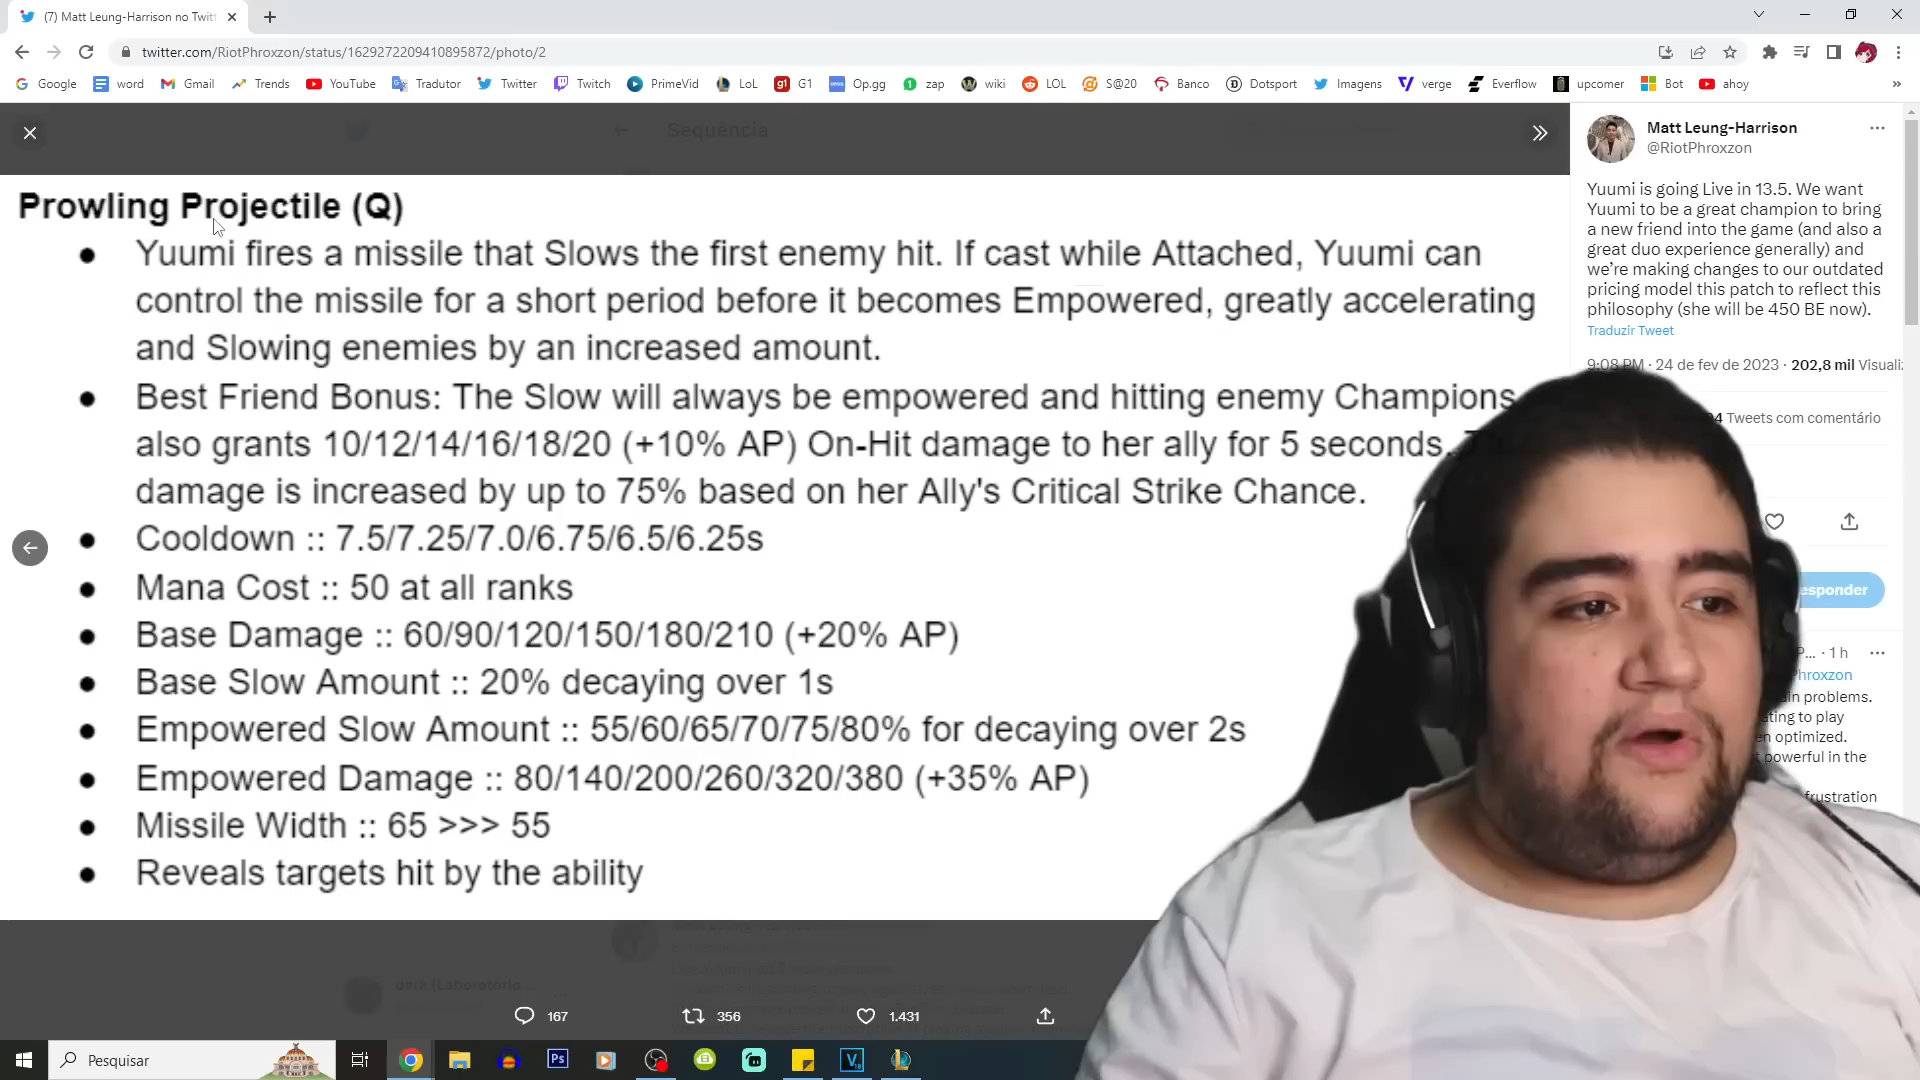 (7) Matt Leung-Harrison no Twitt
twitter.com/RiotPhroxzon/status/1629272209410895872/photo/2
Google word Gmail Trends YouTube Tradutor Twitter Twitch PrimeVid LoL G1 Op.gg zap wiki LOL S@20 Banco Dotsport Imagens verge Everflow upcomer Bot ahoy
Sequência
Prowling Projectile (Q)
Yuumi fires a missile that Slows the first enemy hit. If cast while Attached, Yuumi can
control the missile for a short period before it becomes Empowered, greatly accelerating
and Slowing enemies by an increased amount.
Best Friend Bonus: The Slow will always be empowered and hitting enemy Champions
also grants 10/12/14/16/18/20 (+10% AP) On-Hit damage to her ally for 5 seconds.
damage is increased by up to 75% based on her Ally's Critical Strike Chance.
Cooldown :: 7.5/7.25/7.0/6.75/6.5/6.25s
Mana Cost :: 50 at all ranks
Base Damage :: 60/90/120/150/180/210 (+20% AP)
Base Slow Amount :: 20% decaying over 1s
Empowered Slow Amount :: 55/60/65/70/75/80% for decaying over 2s
Empowered Damage :: 80/140/200/260/320/380 (+35% AP)
Missile Width :: 65 >>> 55
Reveals targets hit by the ability
167 356 1.431
Matt Leung-Harrison
@RiotPhroxzon
Yuumi is going Live in 13.5. We want
Yuumi to be a great champion to bring
a new friend into the game (and also a
great duo experience generally) and
we're making changes to our outdated
pricing model this patch to reflect this
philosophy (she will be 450 BE now).
Traduzir Tweet
9:08 PM · 24 de fev de 2023 · 202,8 mil Visualiz
4 Tweets com comentário
esponder
P... · 1 h
hroxzon
ain problems.
ating to play
en optimized.
t powerful in the
frustration
Pesquisar
Ps